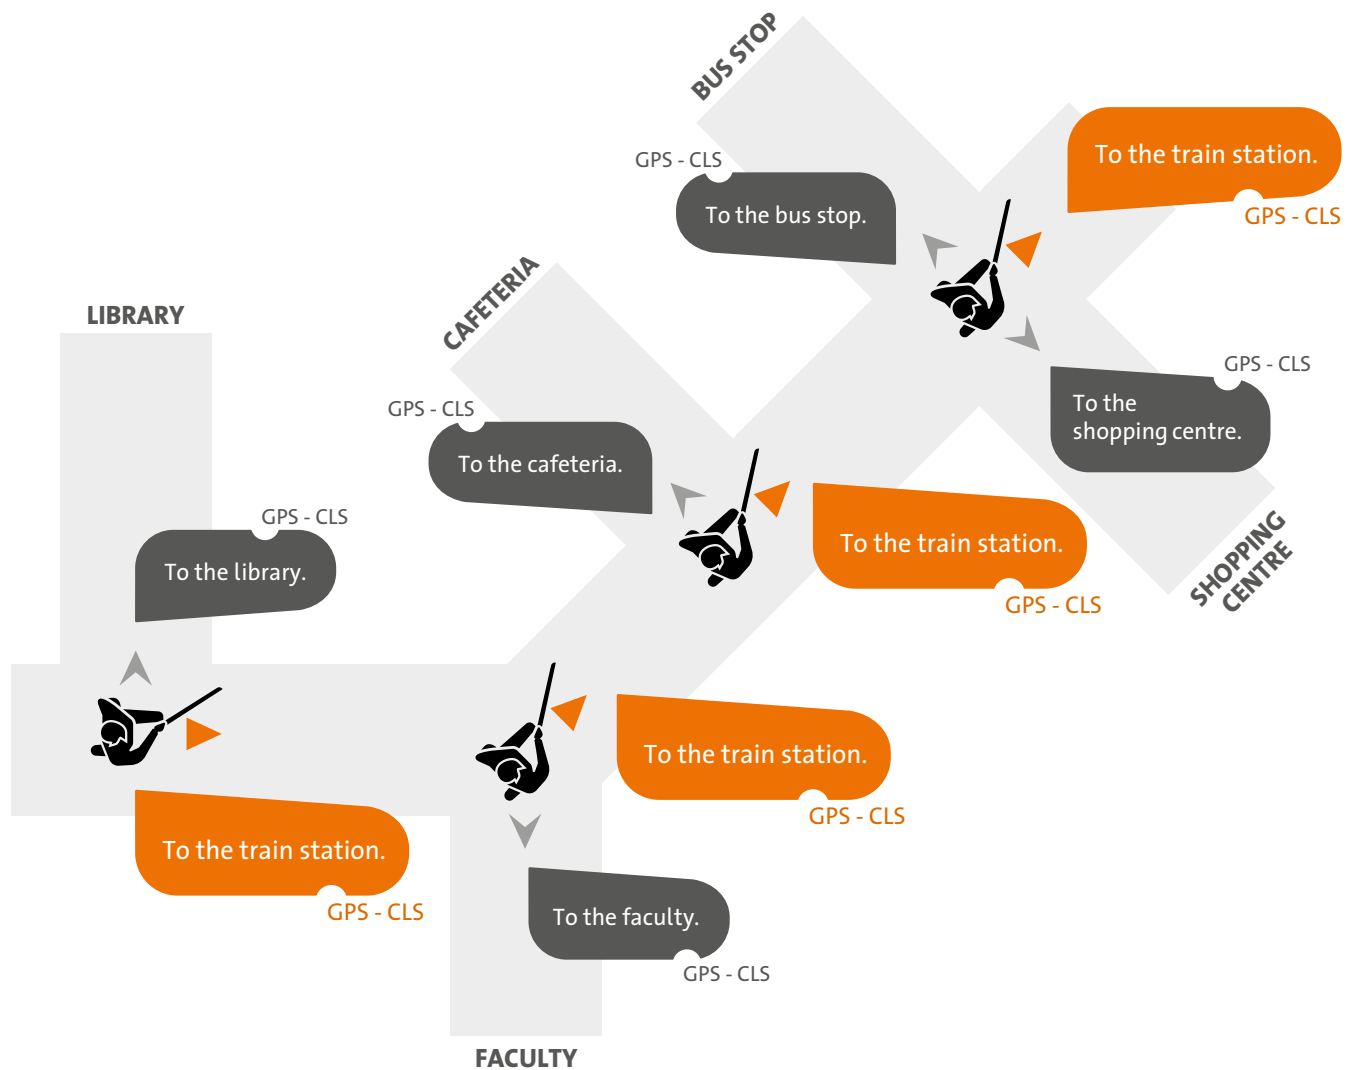 BUS STOP
To the train station.
GPS - CLS
GPS - CLS
To the bus stop.
GPS - CLS
To the
shopping centre.
SHOPPING
CENTRE
CAFETERIA
GPS - CLS
To the cafeteria.
To the train station.
GPS - CLS
LIBRARY
GPS - CLS
To the library.
To the train station.
GPS - CLS
To the train station.
GPS - CLS
To the faculty.
GPS - CLS
FACULTY